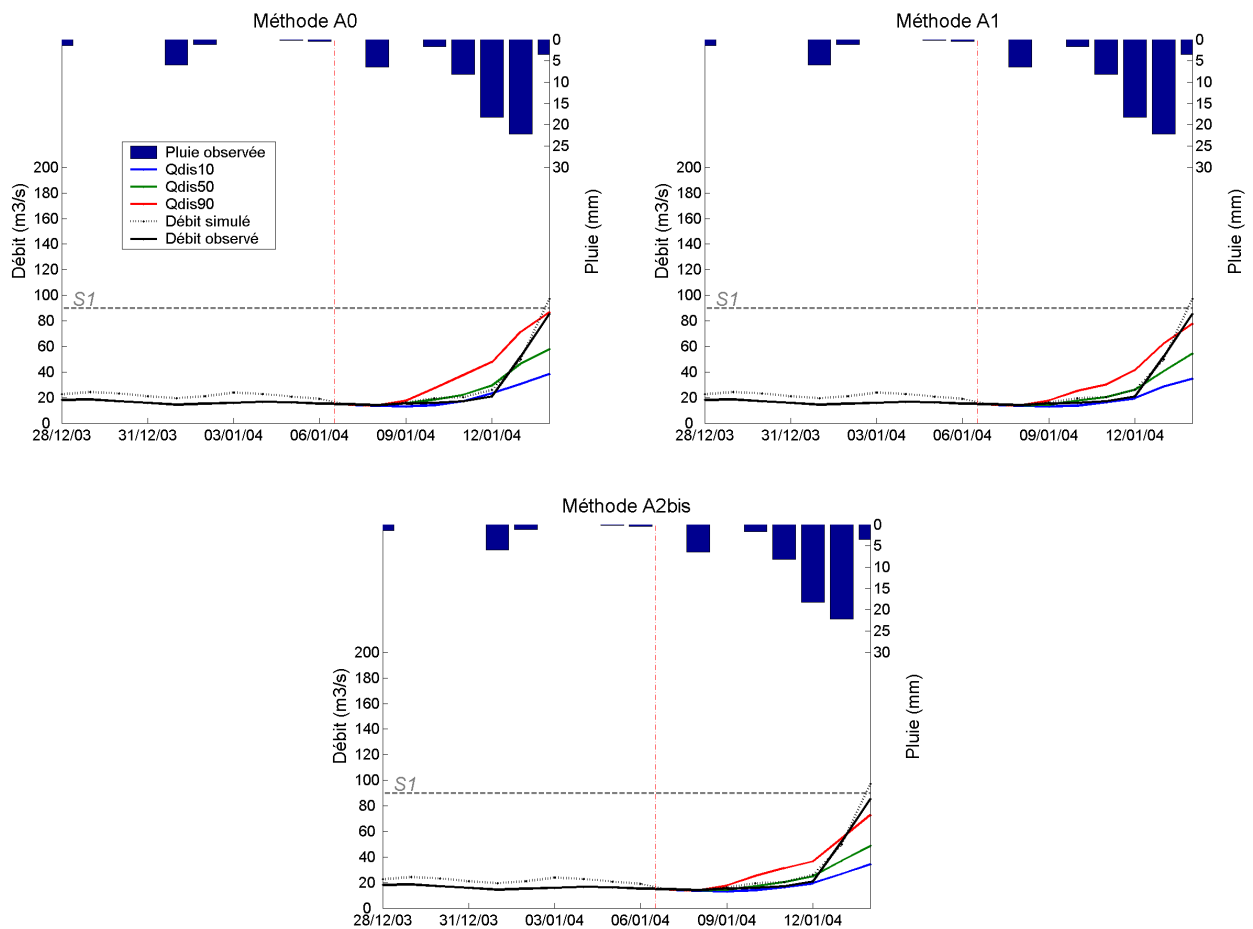 Méthode A0
0
5
10
15
20
25
30
Pluie (mm)
Pluie observée
Qdis10
Qdis50
Qdis90
Débit simulé
Débit observé
Débit (m3/s)
200
180
160
140
120
100
80
60
40
20
0
S1
28/12/03 31/12/03 03/01/04 06/01/04 09/01/04 12/01/04
Méthode A1
0
5
10
15
20
25
30
Pluie (mm)
Débit (m3/s)
200
180
160
140
120
100
80
60
40
20
0
S1
28/12/03 31/12/03 03/01/04 06/01/04 09/01/04 12/01/04
Méthode A2bis
0
5
10
15
20
25
30
Pluie (mm)
Débit (m3/s)
200
180
160
140
120
100
80
60
40
20
0
S1
28/12/03 31/12/03 03/01/04 06/01/04 09/01/04 12/01/04